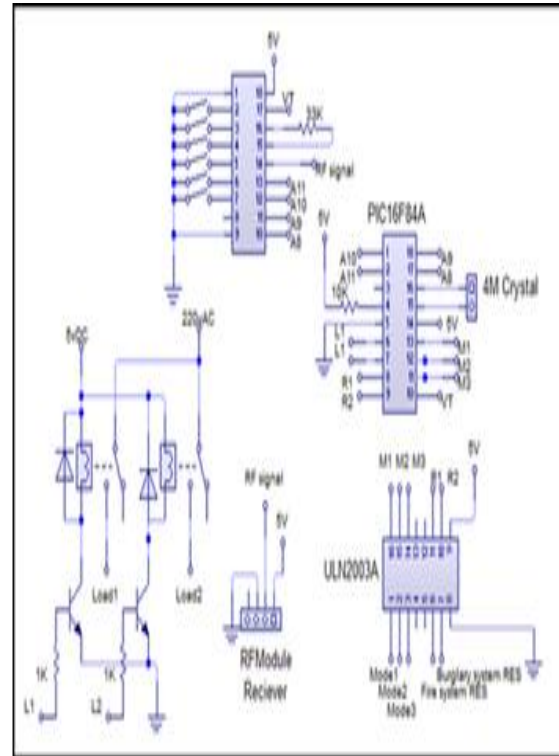 5V
VT
33K
RF signal
A11
A10
A9
A8
PIC16F84A
5V
A10
A11
10K
L1
L1
R1
R2
A9
A8
4M Crystal
5V
M1
M2
M3
VT
5VDC
220vAC
Load1
Load2
1K
1K
L1
L2
RF signal
5V
RFModule
Reciever
M1 M2 M3
R1
R2
5V
ULN2003A
Mode1
Mode2
Mode3
Burglary system RES
Fire system RES